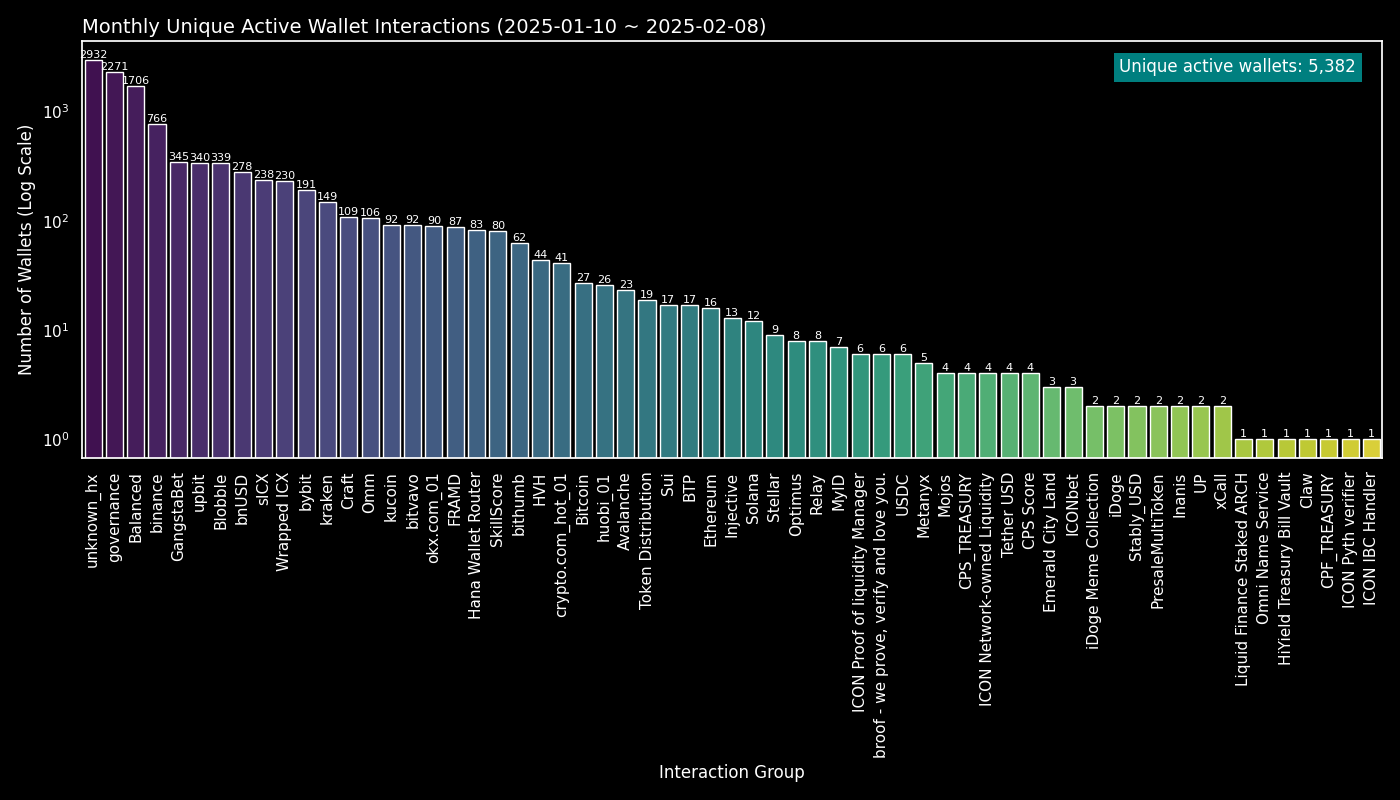 Monthly Unique Active Wallet Interactions (2025-01-10 ~ 2025-02-08)
Unique active wallets: 5,382
Number of Wallets (Log Scale)
10³
10²
10¹
10⁰
2932
2271
1706
766
345
340
339
278
238
230
191
149
109
106
92
92
90
87
83
80
62
44
41
27
26
23
19
17
17
16
13
12
9
8
8
7
6
6
6
5
4
4
4
4
4
3
3
2
2
2
2
2
2
2
1
1
1
1
1
1
1
unknown_hx
governance
Balanced
binance
GangstaBet
upbit
Blobble
bnUSD
sICX
Wrapped ICX
bybit
kraken
Craft
Omm
kucoin
bitvavo
okx.com_01
FRAMD
Hana Wallet Router
SkillScore
bithumb
HVH
crypto.com_hot_01
Bitcoin
huobi_01
Avalanche
Token Distribution
Sui
BTP
Ethereum
Injective
Solana
Stellar
Optimus
Relay
MyID
ICON Proof of liquidity Manager
broof - we prove, verify and love you.
USDC
Metanyx
Mojos
CPS_TREASURY
ICON Network-owned Liquidity
Tether USD
CPS Score
Emerald City Land
ICONbet
iDoge Meme Collection
iDoge
Stably_USD
PresaleMultiToken
Inanis
UP
xCall
Liquid Finance Staked ARCH
Omni Name Service
HiYield Treasury Bill Vault
Claw
CPF_TREASURY
ICON Pyth verifier
ICON IBC Handler
Interaction Group